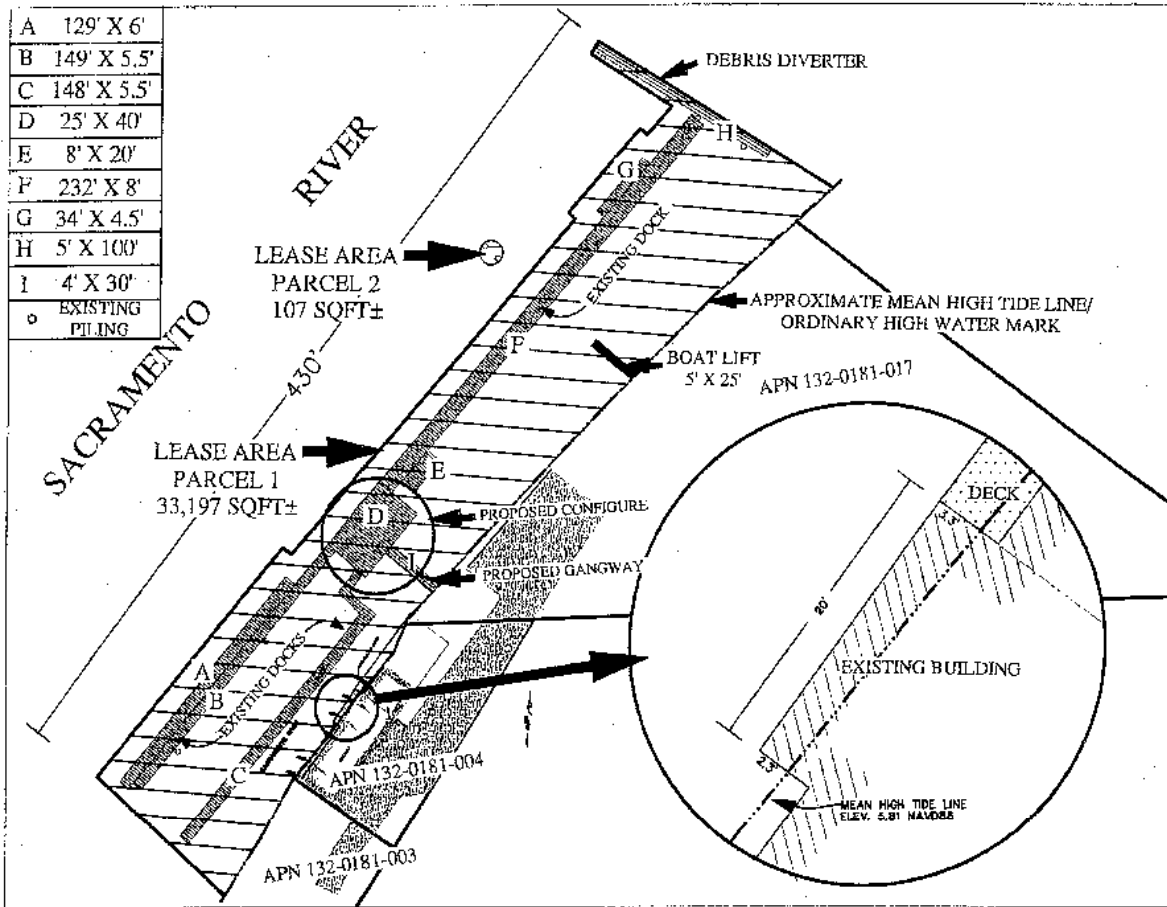 A 129' X 6'
B 149' X 5.5'
C 148' X 5.5'
D 25' X 40'
E 8' X 20'
F 232' X 8'
G 34' X 4.5'
H 5' X 100'
I 4' X 30'
EXISTING
PILING
SACRAMENTO RIVER
430'
DEBRIS DIVERTER
H
G
LEASE AREA
PARCEL 2
107 SQFT±
EXISTING DOCK
APPROXIMATE MEAN HIGH TIDE LINE/
ORDINARY HIGH WATER MARK
F
BOAT LIFT
5' X 25'
APN 132-0181-017
LEASE AREA
PARCEL 1
33,197 SQFT±
E
D
PROPOSED CONFIGURE
I
PROPOSED GANGWAY
A
B
EXISTING DOCKS
C
APN 132-0181-004
APN 132-0181-003
DECK
20'
EXISTING BUILDING
2.5'
MEAN HIGH TIDE LINE
ELEV. 5.81 NAVD88